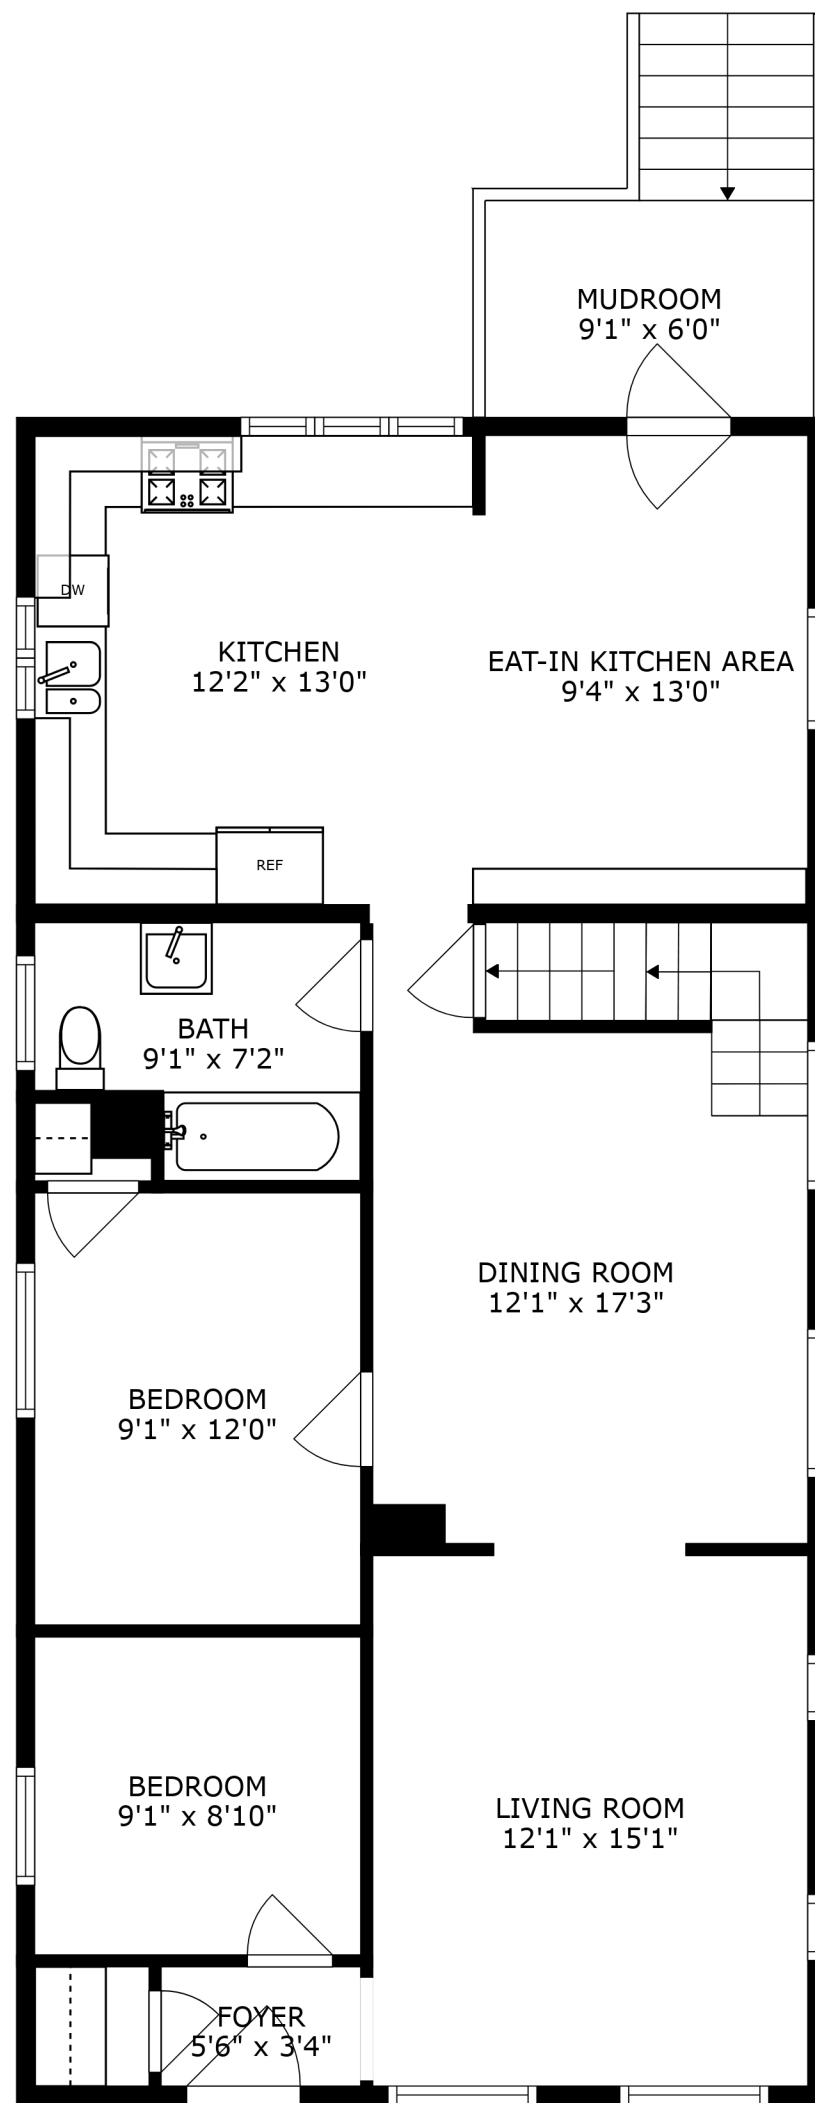 MUDROOM
9'1" x 6'0"
DW
KITCHEN
12'2" x 13'0"
EAT-IN KITCHEN AREA
9'4" x 13'0"
REF
BATH
9'1" x 7'2"
DINING ROOM
12'1" x 17'3"
BEDROOM
9'1" x 12'0"
BEDROOM
9'1" x 8'10"
LIVING ROOM
12'1" x 15'1"
FOYER
5'6" x 3'4"